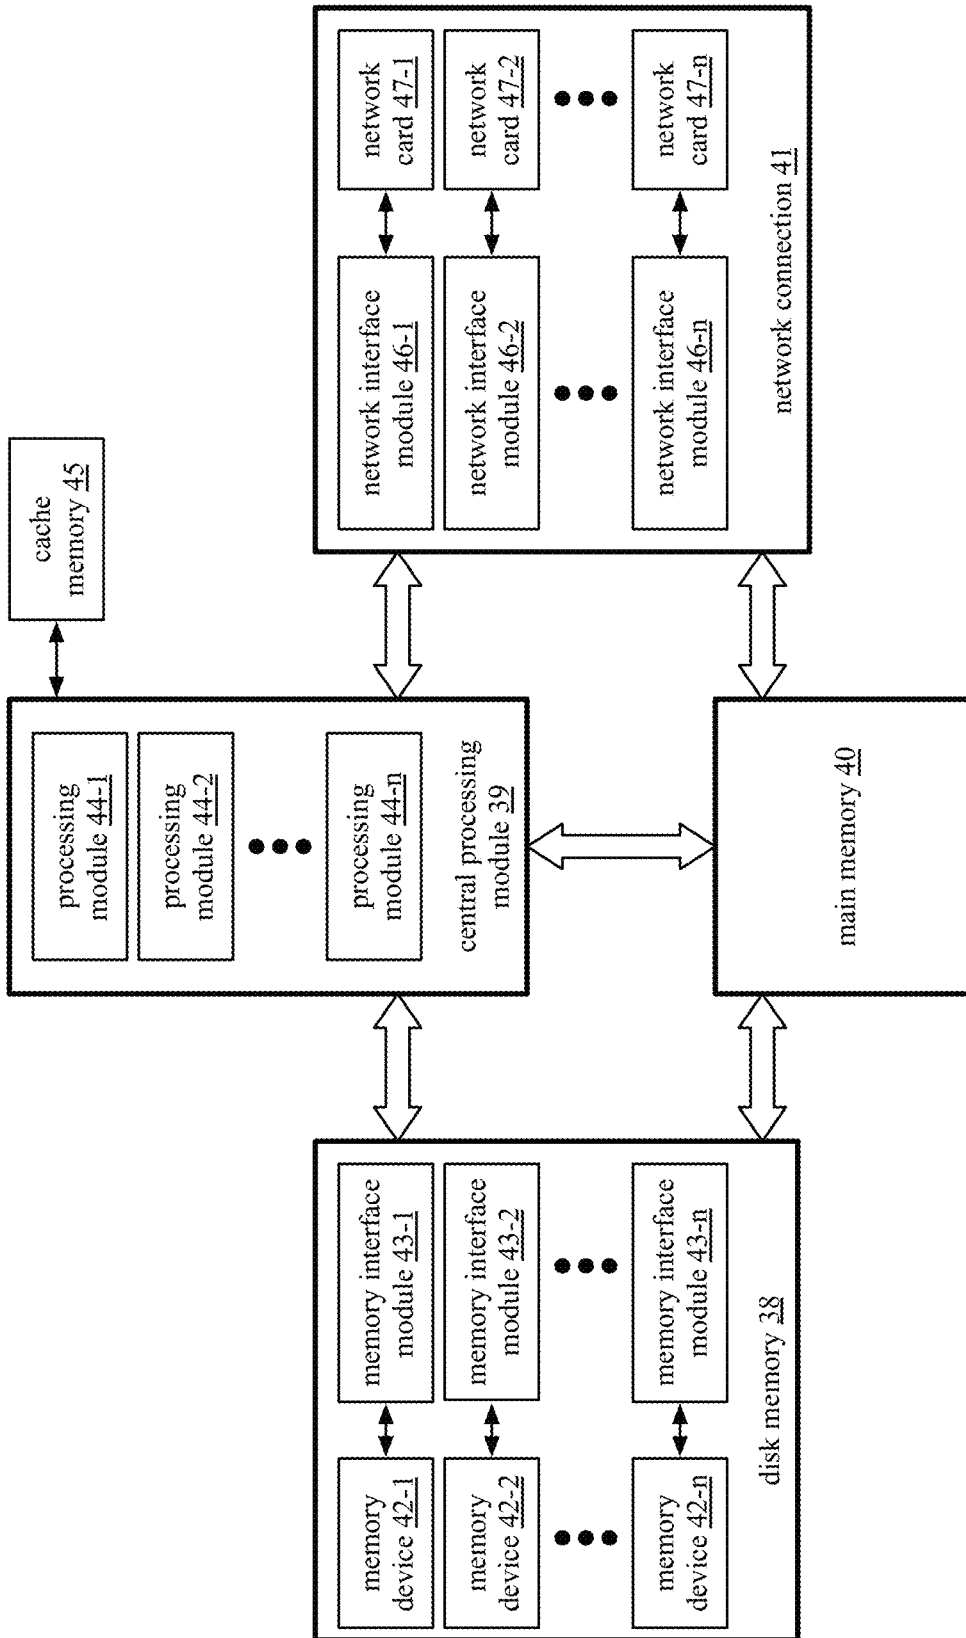 memory
device 42-1
memory interface
module 43-1
memory
device 42-2
memory interface
module 43-2
memory
device 42-n
memory interface
module 43-n
disk memory 38
processing
module 44-1
processing
module 44-2
processing
module 44-n
central processing
module 39
cache
memory 45
main memory 40
network interface
module 46-1
network
card 47-1
network interface
module 46-2
network
card 47-2
network interface
module 46-n
network
card 47-n
network connection 41